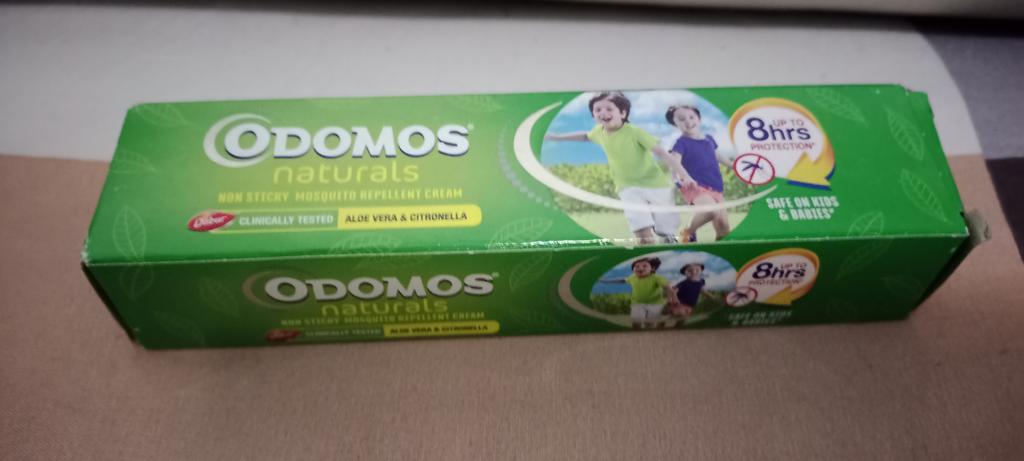 ODOMOS®
naturals
NON STICKY MOSQUITO REPELLENT CREAM
Dabur CLINICALLY TESTED ALOE VERA & CITRONELLA
UP TO
8hrs
PROTECTION*
SAFE ON KIDS
& BABIES*
ODOMOS®
naturals
NON STICKY MOSQUITO REPELLENT CREAM
CLINICALLY TESTED ALOE VERA & CITRONELLA
UP TO
8hrs
PROTECTION*
SAFE ON KIDS
& BABIES*